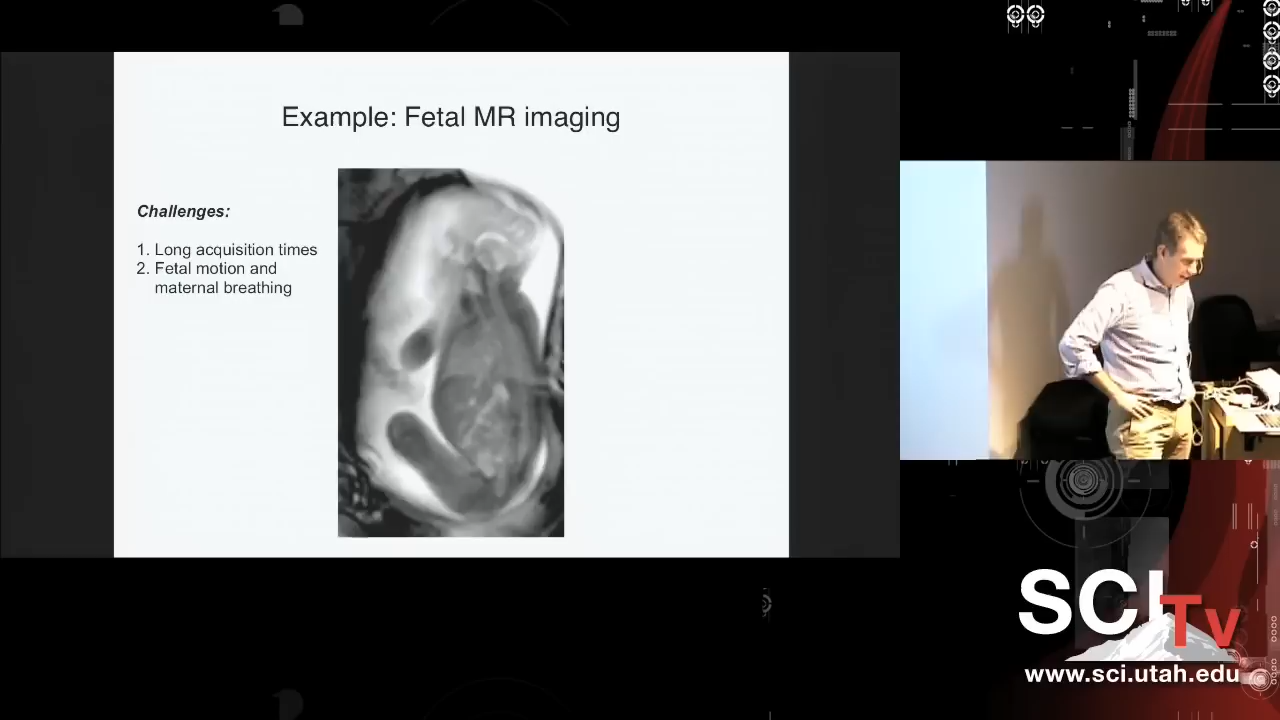 Example: Fetal MR imaging
Challenges:
1. Long acquisition times
2. Fetal motion and
maternal breathing
SCI
Tv
www.sci.utah.edu